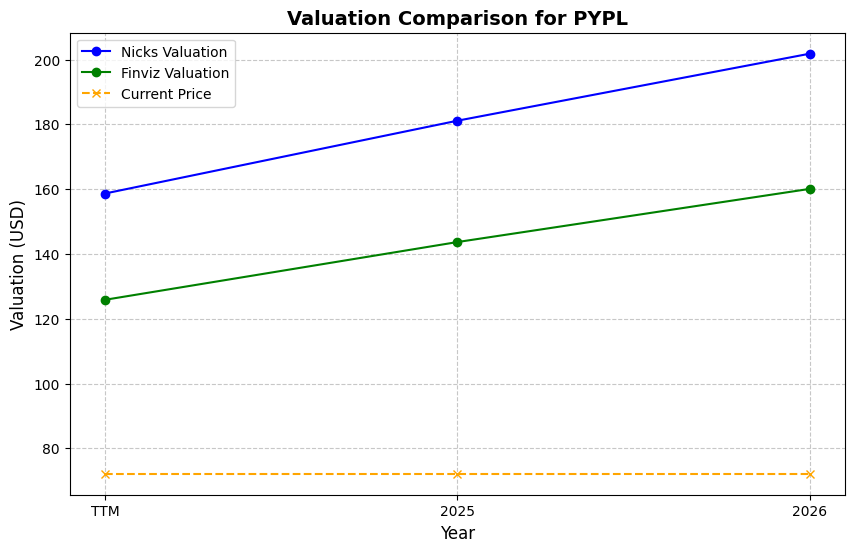 Valuation Comparison for PYPL
Nicks Valuation
Finviz Valuation
Current Price
Valuation (USD)
200
180
160
140
120
100
80
TTM
2025
2026
Year